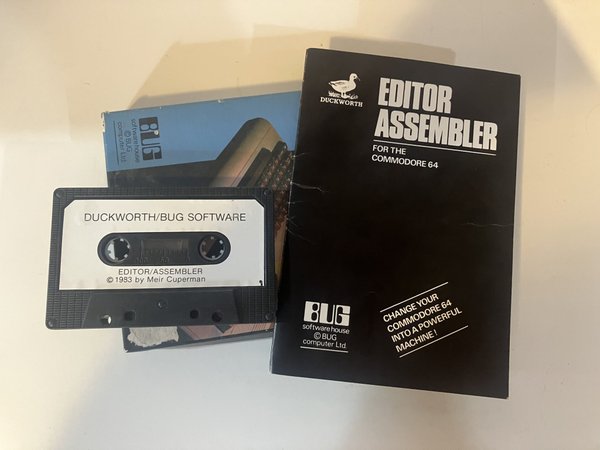 DUCKWORTH
EDITOR
ASSEMBLER
FOR THE
COMMODORE 64
BUG
software house
© BUG
computer Ltd.
CHANGE YOUR
COMMODORE 64
INTO A POWERFUL
MACHINE!
BUG
software house
© BUG
computer Ltd.
DUCKWORTH/BUG SOFTWARE
EDITOR/ASSEMBLER
© 1983 by Meir Cuperman